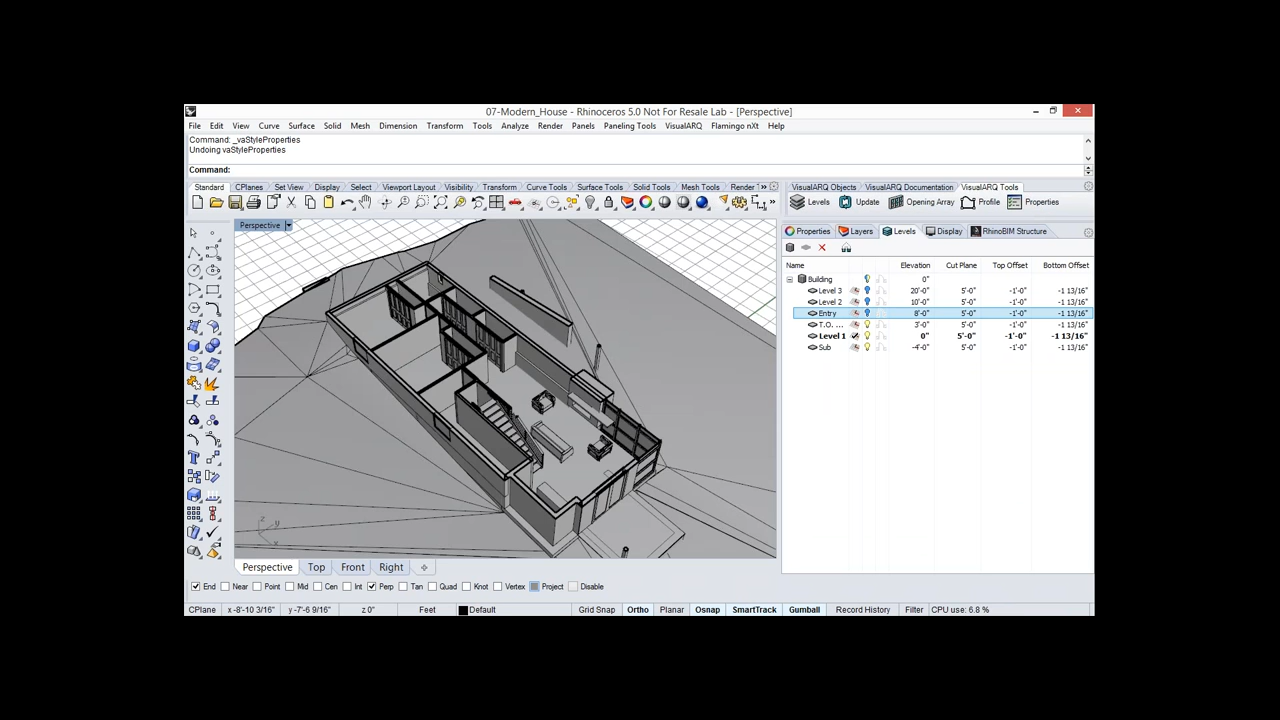 07-Modern_House - Rhinoceros 5.0 Not For Resale Lab - [Perspective]
File Edit View Curve Surface Solid Mesh Dimension Transform Tools Analyze Render Panels Paneling Tools VisualARQ Flamingo nXt Help
Command: _vaStyleProperties
Undoing vaStyleProperties
Command:
Standard CPlanes Set View Display Select Viewport Layout Visibility Transform Curve Tools Surface Tools Solid Tools Mesh Tools Render T »
VisualARQ Objects VisualARQ Documentation VisualARQ Tools
Levels Update Opening Array Profile Properties
Perspective
Properties Layers Levels Display RhinoBIM Structure
Name Elevation Cut Plane Top Offset Bottom Offset
Building 0"
Level 3 20'-0" 5'-0" -1'-0" -1 13/16"
Level 2 10'-0" 5'-0" -1'-0" -1 13/16"
Entry 8'-0" 5'-0" -1'-0" -1 13/16"
T.O. ... 3'-0" 5'-0" -1'-0" -1 13/16"
Level 1 0" 5'-0" -1'-0" -1 13/16"
Sub -4'-0" 5'-0" -1'-0" -1 13/16"
z y x
Perspective Top Front Right
End Near Point Mid Cen Int Perp Tan Quad Knot Vertex Project Disable
CPlane x -8'-10 3/16" y -7'-6 9/16" z 0" Feet Default Grid Snap Ortho Planar Osnap SmartTrack Gumball Record History Filter CPU use: 6.8 %